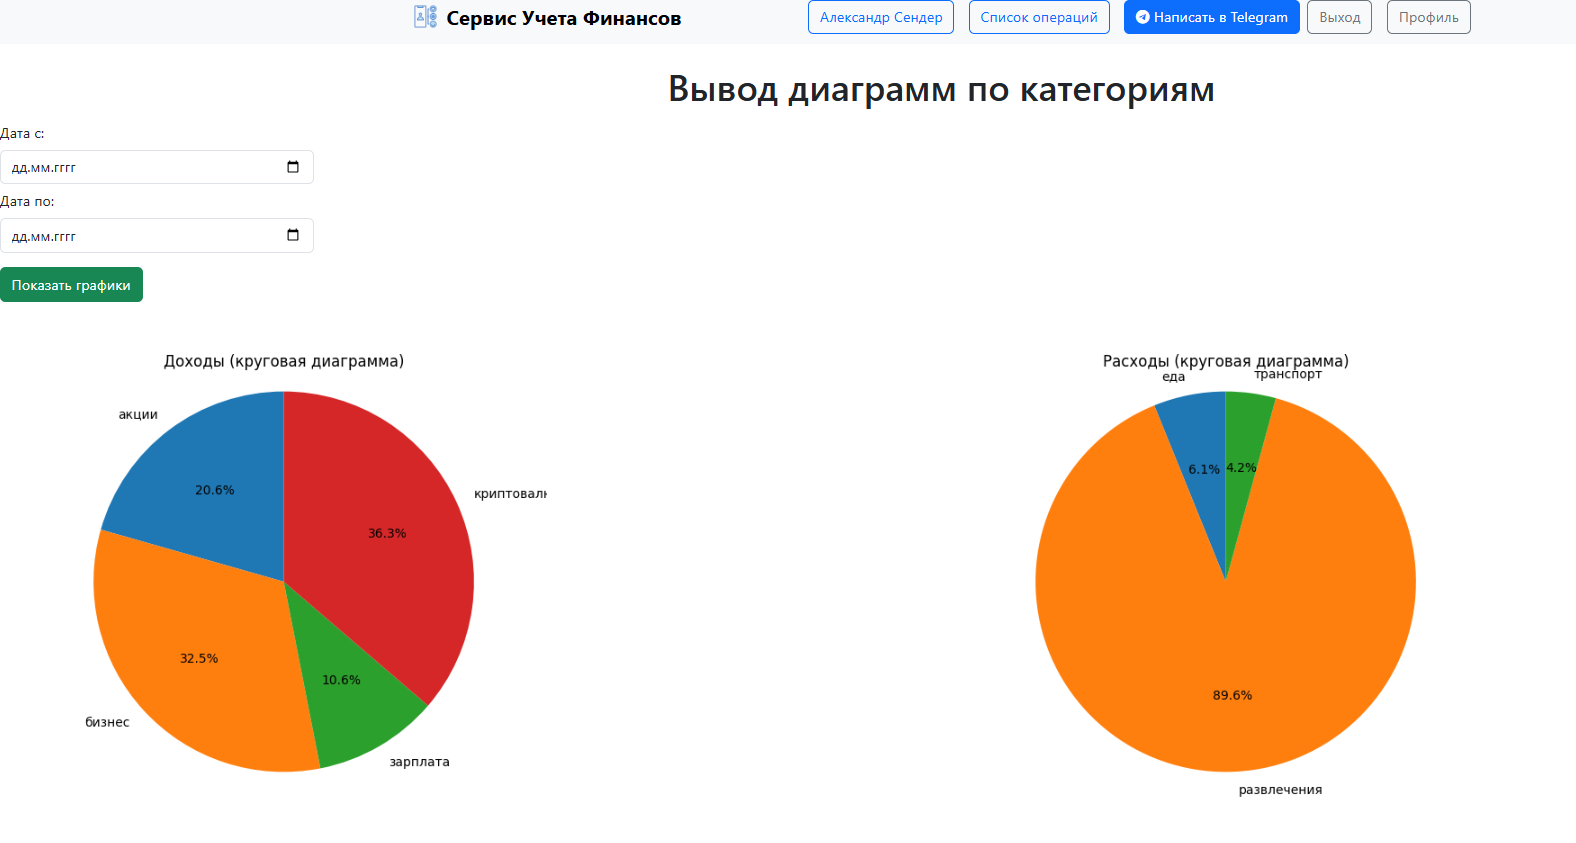 Сервис Учета Финансов
Александр Сендер
Список операций
Написать в Telegram
Выход
Профиль
Вывод диаграмм по категориям
Дата с:
дд.мм.гггг
Дата по:
дд.мм.гггг
Показать графики
Доходы (круговая диаграмма)
акции
20.6%
криптовал
36.3%
32.5%
10.6%
бизнес
зарплата
Расходы (круговая диаграмма)
еда
транспорт
6.1%
4.2%
89.6%
развлечения